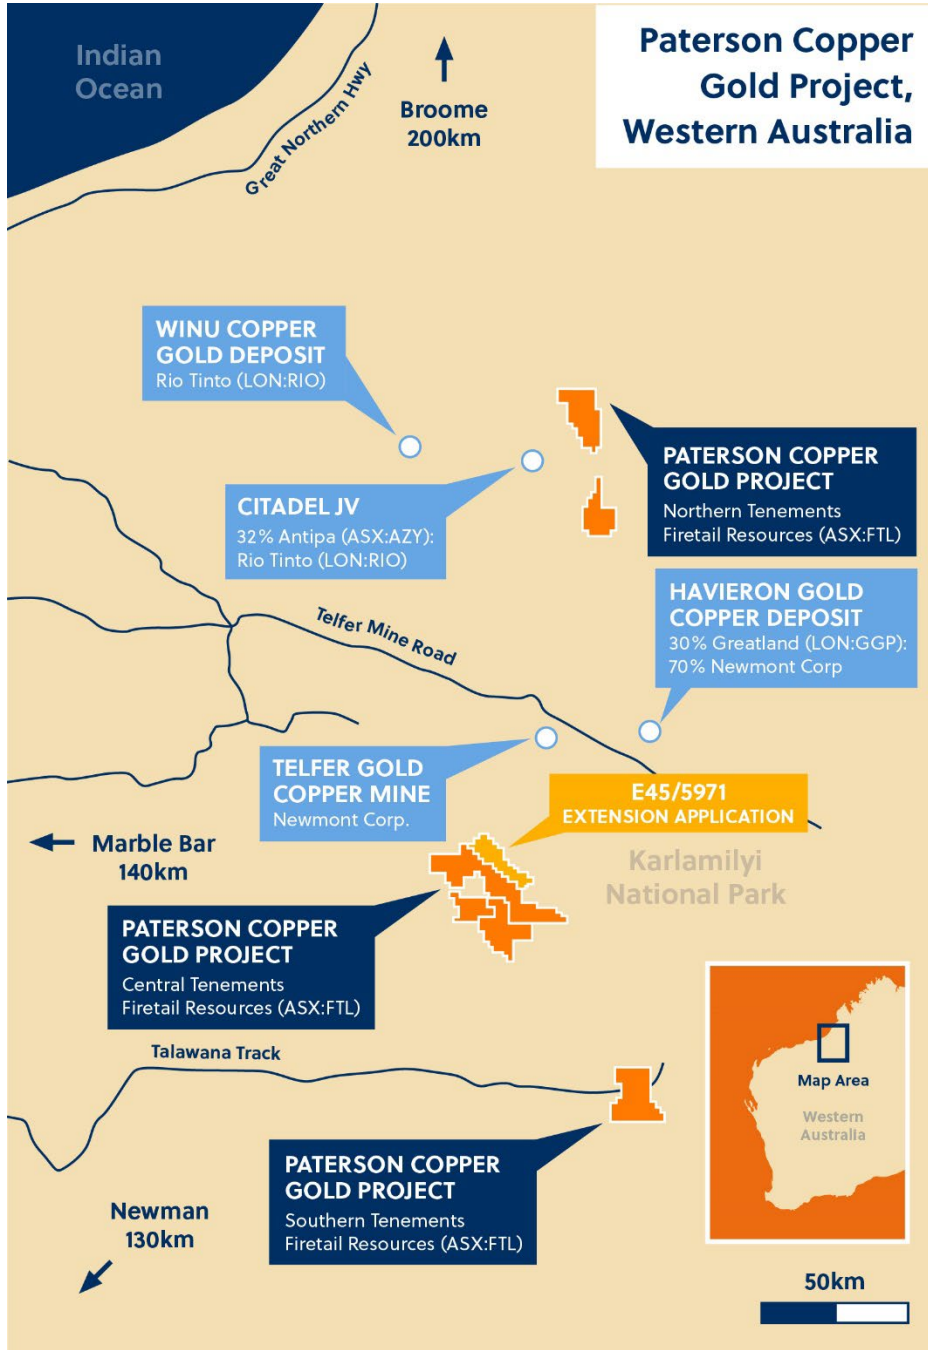 Paterson Copper
Gold Project,
Western Australia
Indian
Ocean
Great Northern Hwy
Broome
200km
WINU COPPER
GOLD DEPOSIT
Rio Tinto (LON:RIO)
PATERSON COPPER
GOLD PROJECT
Northern Tenements
Firetail Resources (ASX:FTL)
CITADEL JV
32% Antipa (ASX:AZY):
Rio Tinto (LON:RIO)
HAVIERON GOLD
COPPER DEPOSIT
30% Greatland (LON:GGP):
70% Newmont Corp
Telfer Mine Road
TELFER GOLD
COPPER MINE
Newmont Corp.
E45/5971
EXTENSION APPLICATION
Marble Bar
140km
Karlamilyi
National Park
PATERSON COPPER
GOLD PROJECT
Central Tenements
Firetail Resources (ASX:FTL)
Talawana Track
Map Area
Western
Australia
PATERSON COPPER
GOLD PROJECT
Southern Tenements
Firetail Resources (ASX:FTL)
Newman
130km
50km